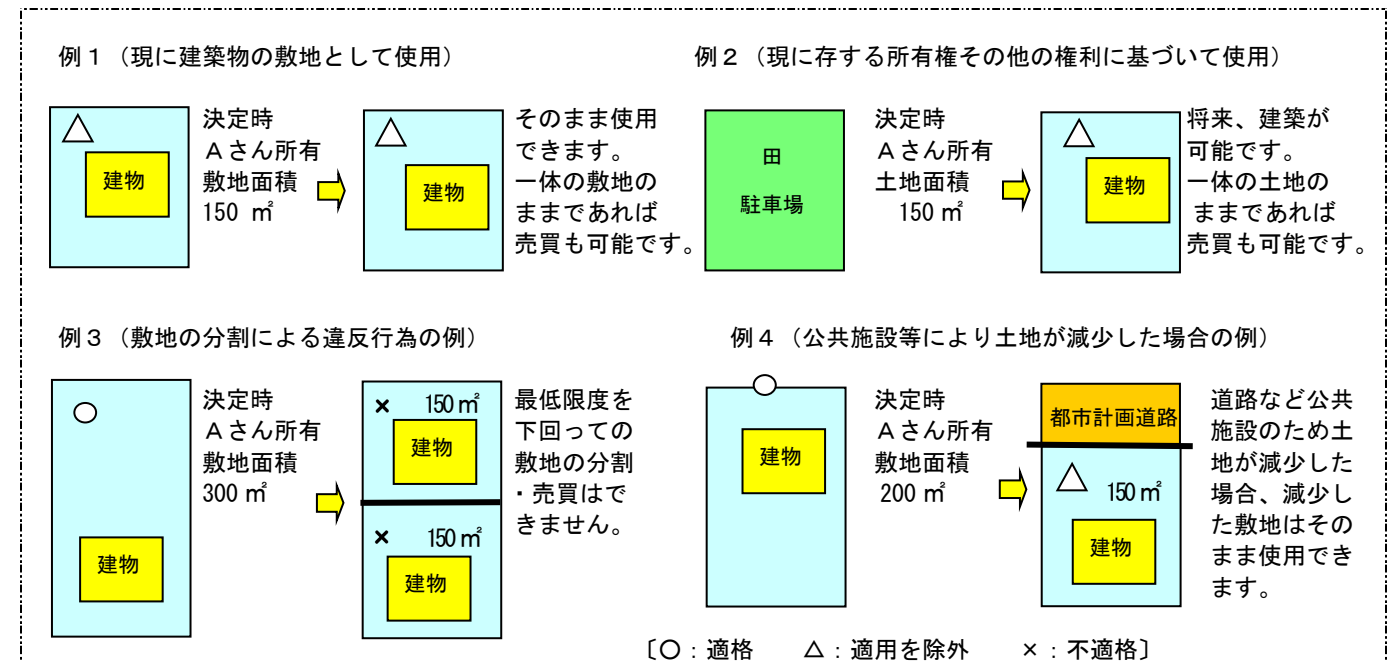 例１（現に建築物の敷地として使用）
△
建物
決定時
Ａさん所有
敷地面積
150 ㎡
△
建物
そのまま使用
できます。
一体の敷地の
ままであれば
売買も可能です。
例２（現に存する所有権その他の権利に基づいて使用）
田
駐車場
決定時
Ａさん所有
土地面積
150 ㎡
△
建物
将来、建築が
可能です。
一体の土地の
ままであれば
売買も可能です。
例３（敷地の分割による違反行為の例）
○
建物
決定時
Ａさん所有
敷地面積
300 ㎡
× 150㎡
建物
× 150㎡
建物
最低限度を
下回っての
敷地の分割
・売買はで
きません。
例４（公共施設等により土地が減少した場合の例）
○
建物
決定時
Ａさん所有
敷地面積
200 ㎡
都市計画道路
△ 150㎡
建物
道路など公共
施設のため土
地が減少した
場合、減少し
た敷地はその
まま使用でき
ます。
〔○：適格 △：適用を除外 ×：不適格〕